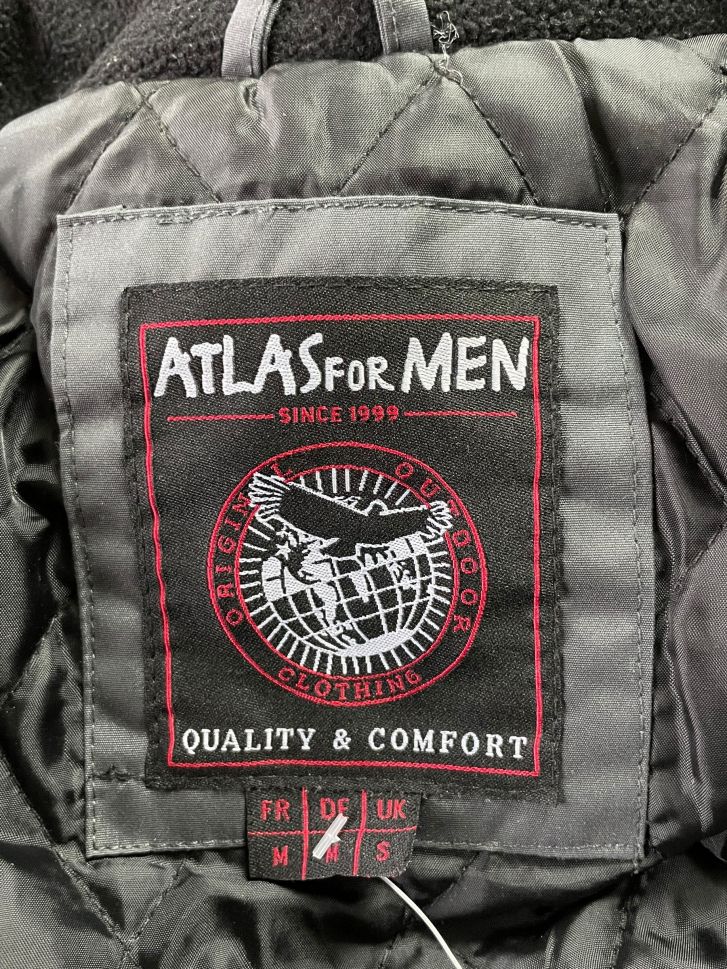 ATLAS FOR MEN
SINCE 1999
ORIGINAL OUTDOOR
CLOTHING
QUALITY & COMFORT
FR DE UK
M M S